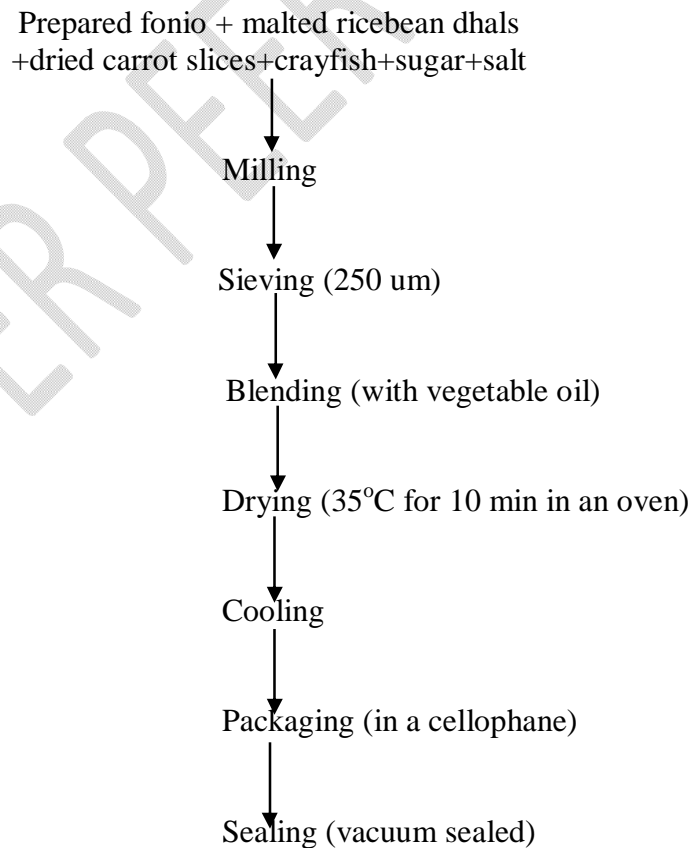 Prepared fonio + malted ricebean dhals
+dried carrot slices+crayfish+sugar+salt
Milling
Sieving (250 um)
Blending (with vegetable oil)
Drying (35°C for 10 min in an oven)
Cooling
Packaging (in a cellophane)
Sealing (vacuum sealed)